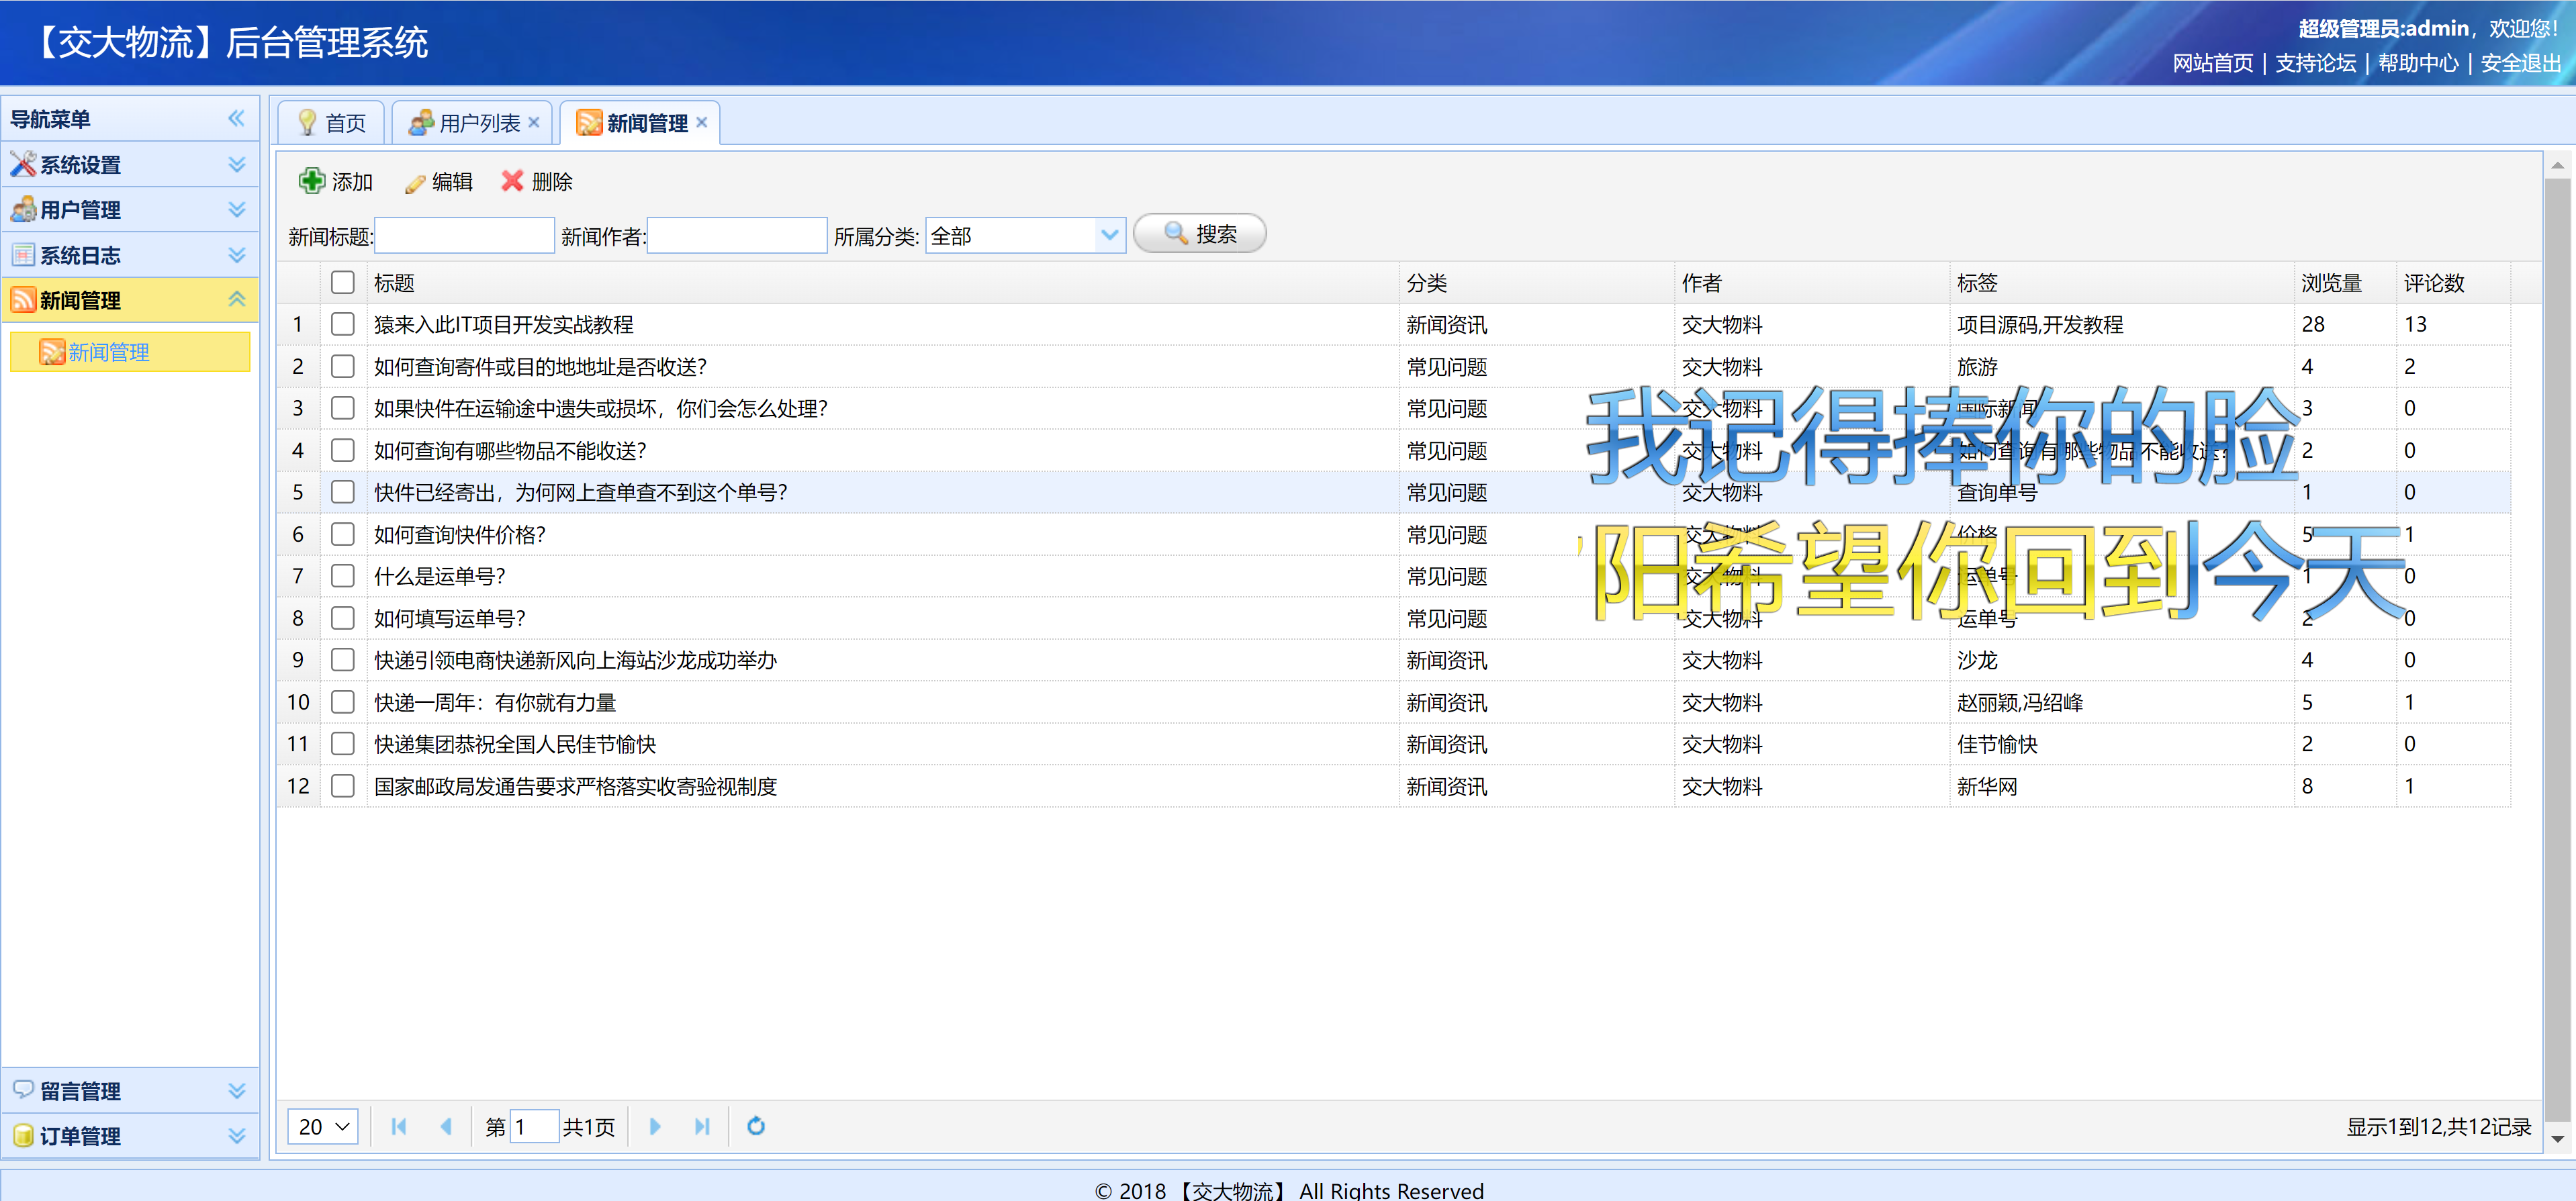 【交大物流】后台管理系统
超级管理员:admin，欢迎您！
网站首页 | 支持论坛 | 帮助中心 | 安全退出
导航菜单
系统设置
用户管理
系统日志
新闻管理
新闻管理
留言管理
订单管理
首页 用户列表 新闻管理
添加 编辑 删除
新闻标题: 新闻作者: 所属分类: 全部 搜索
标题 分类 作者 标签 浏览量 评论数
1 猿来入此IT项目开发实战教程 新闻资讯 交大物料 项目源码,开发教程 28 13
2 如何查询寄件或目的地地址是否收送？ 常见问题 交大物料 旅游 4 2
3 如果快件在运输途中遗失或损坏，你们会怎么处理？ 常见问题 交大物料 国际新闻 3 0
4 如何查询有哪些物品不能收送？ 常见问题 交大物料 如何查询有哪些物品不能收送？ 2 0
5 快件已经寄出，为何网上查单查不到这个单号？ 常见问题 交大物料 查询单号 1 0
6 如何查询快件价格？ 常见问题 交大物料 价格 5 1
7 什么是运单号？ 常见问题 交大物料 运单号 1 0
8 如何填写运单号？ 常见问题 交大物料 运单号 2 0
9 快递引领电商快递新风向上海站沙龙成功举办 新闻资讯 交大物料 沙龙 4 0
10 快递一周年：有你就有力量 新闻资讯 交大物料 赵丽颖,冯绍峰 5 1
11 快递集团恭祝全国人民佳节愉快 新闻资讯 交大物料 佳节愉快 2 0
12 国家邮政局发通告要求严格落实收寄验视制度 新闻资讯 交大物料 新华网 8 1
我记得捧你的脸
阳希望你回到今天
20 第 1 共1页 显示1到12,共12记录
© 2018 【交大物流】 All Rights Reserved